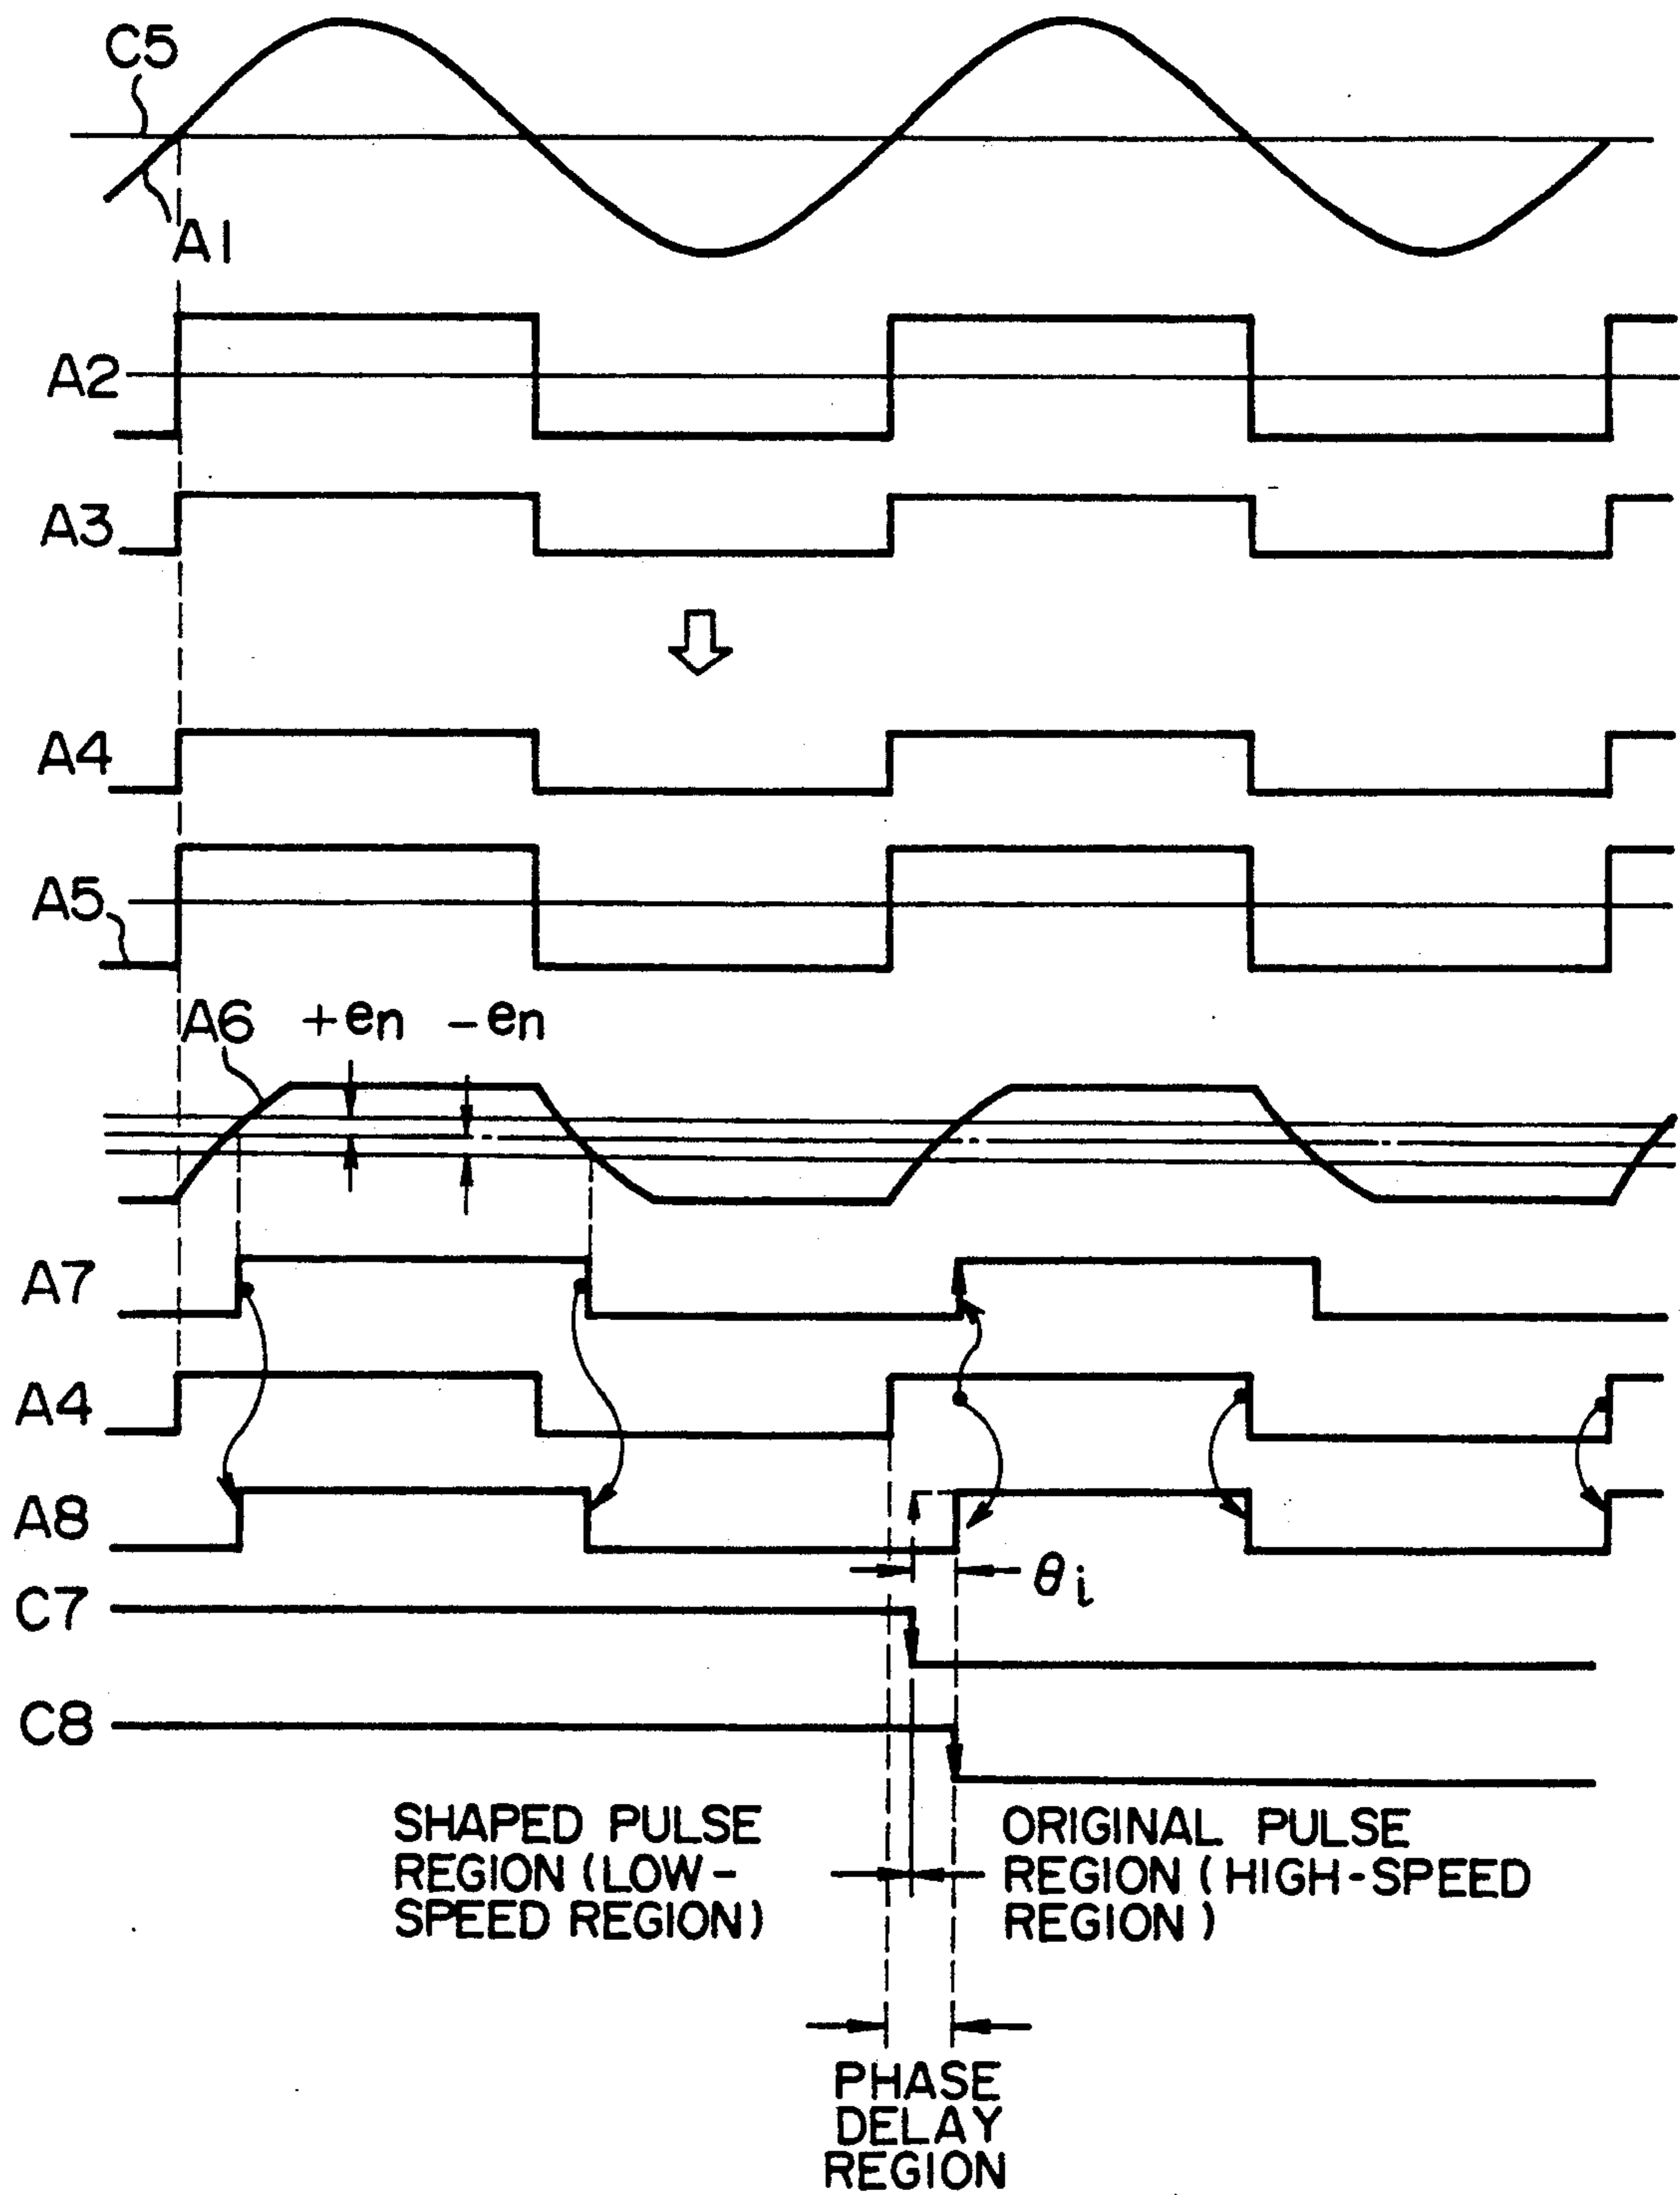 C5
A1
A2
A3
A4
A5
A6 +en -en
A7
A4
A8
θi
C7
C8
SHAPED PULSE
REGION (LOW-
SPEED REGION)
ORIGINAL PULSE
REGION (HIGH-SPEED
REGION)
PHASE
DELAY
REGION